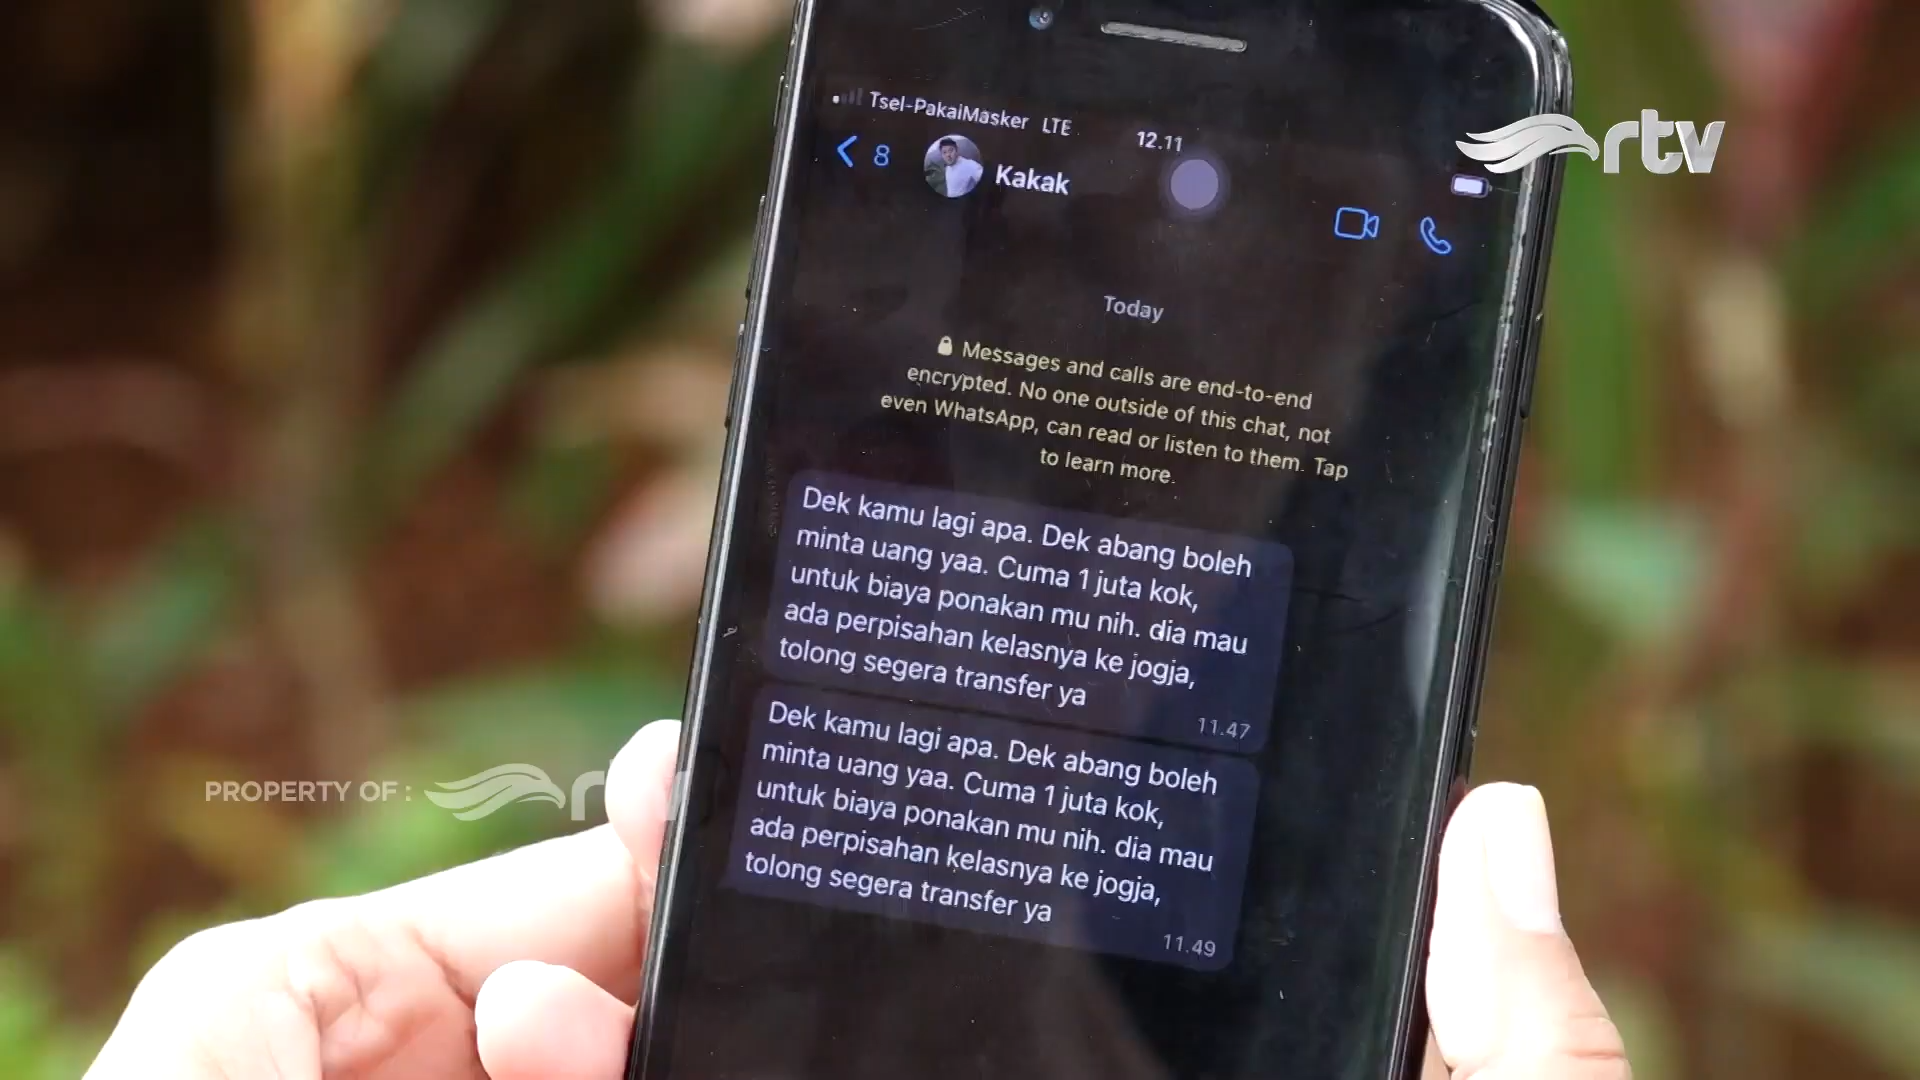 Tsel-PakaiMasker LTE
12.11
rtv
8
Kakak
Today
Messages and calls are end-to-end
encrypted. No one outside of this chat, not
even WhatsApp, can read or listen to them. Tap
to learn more.
Dek kamu lagi apa. Dek abang boleh
minta uang yaa. Cuma 1 juta kok,
untuk biaya ponakan mu nih. dia mau
ada perpisahan kelasnya ke jogja,
tolong segera transfer ya
11.47
Dek kamu lagi apa. Dek abang boleh
minta uang yaa. Cuma 1 juta kok,
untuk biaya ponakan mu nih. dia mau
ada perpisahan kelasnya ke jogja,
tolong segera transfer ya
11.49
PROPERTY OF : rtv